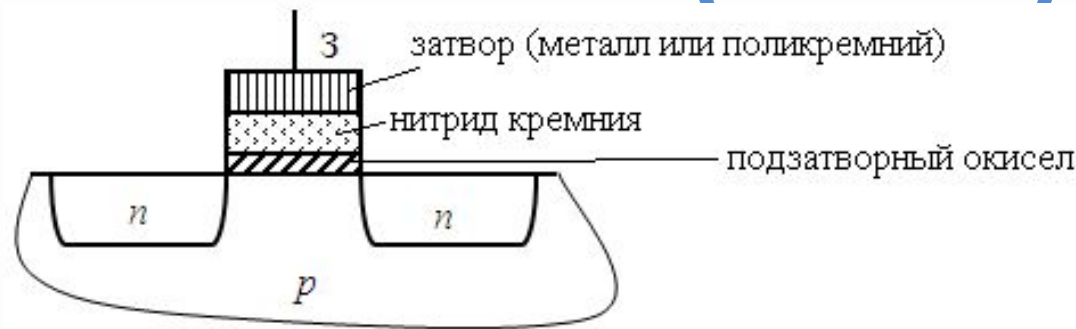 З
затвор (металл или поликремний)
нитрид кремния
подзатворный окисел
n
n
p